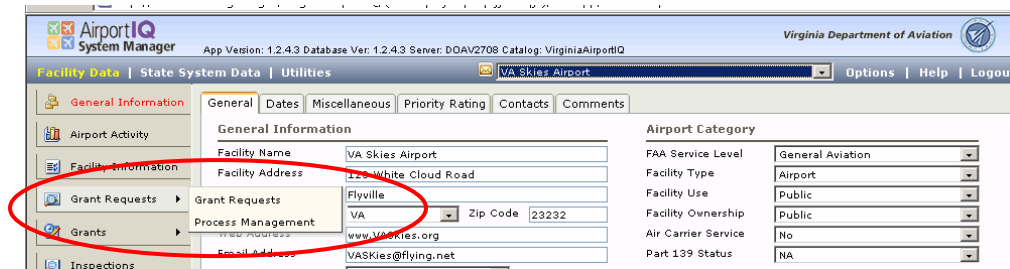 AirportIQ
System Manager
App Version: 1.2.4.3 Database Ver: 1.2.4.3 Server: DOAV2708 Catalog: VirginiaAirportIQ
Virginia Department of Aviation
Facility Data | State System Data | Utilities
VA Skies Airport
Options | Help | Logou
General Information
Airport Activity
Facility Information
Grant Requests
Grants
Inspections
Grant Requests
Process Management
General Dates Miscellaneous Priority Rating Contacts Comments
General Information
Facility Name VA Skies Airport
Facility Address 123 White Cloud Road
Flyville
VA Zip Code 23232
Web Address www.VASkies.org
Email Address VASKies@flying.net
Airport Category
FAA Service Level General Aviation
Facility Type Airport
Facility Use Public
Facility Ownership Public
Air Carrier Service No
Part 139 Status NA